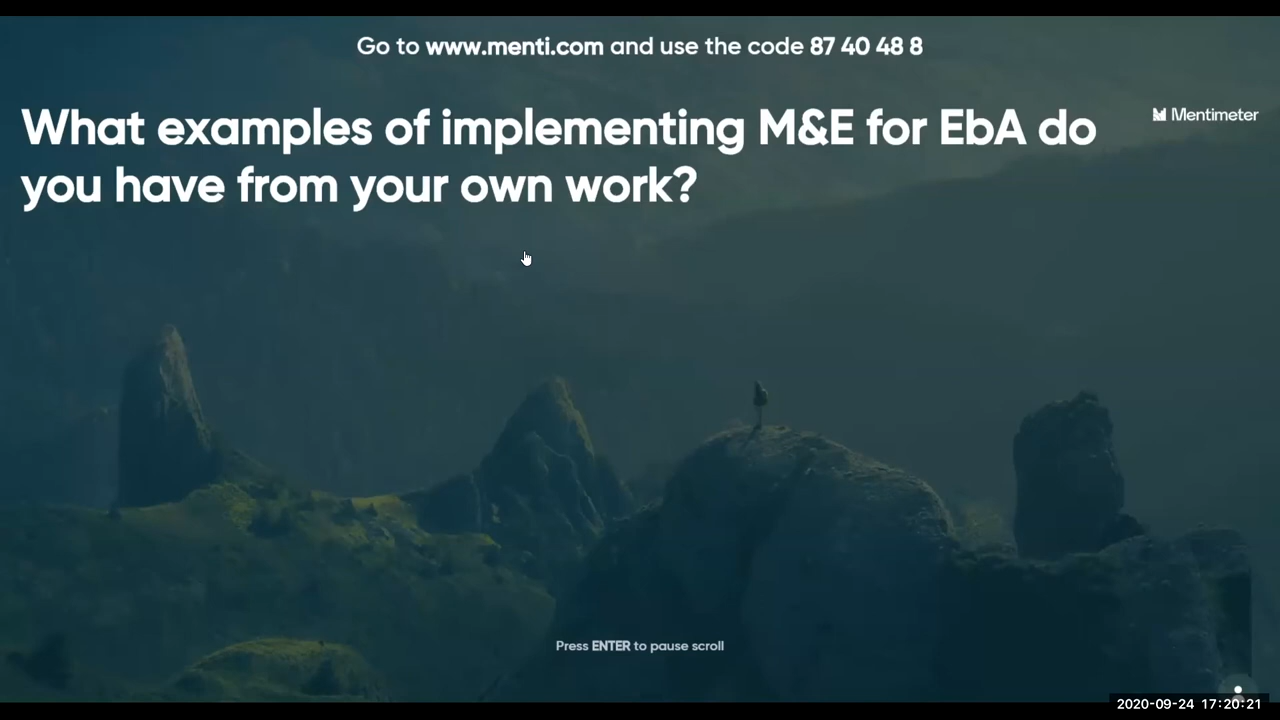 Go to www.menti.com and use the code 87 40 48 8
What examples of implementing M&E for EbA do
you have from your own work?
Mentimeter
Press ENTER to pause scroll
2020-09-24 17:20:21